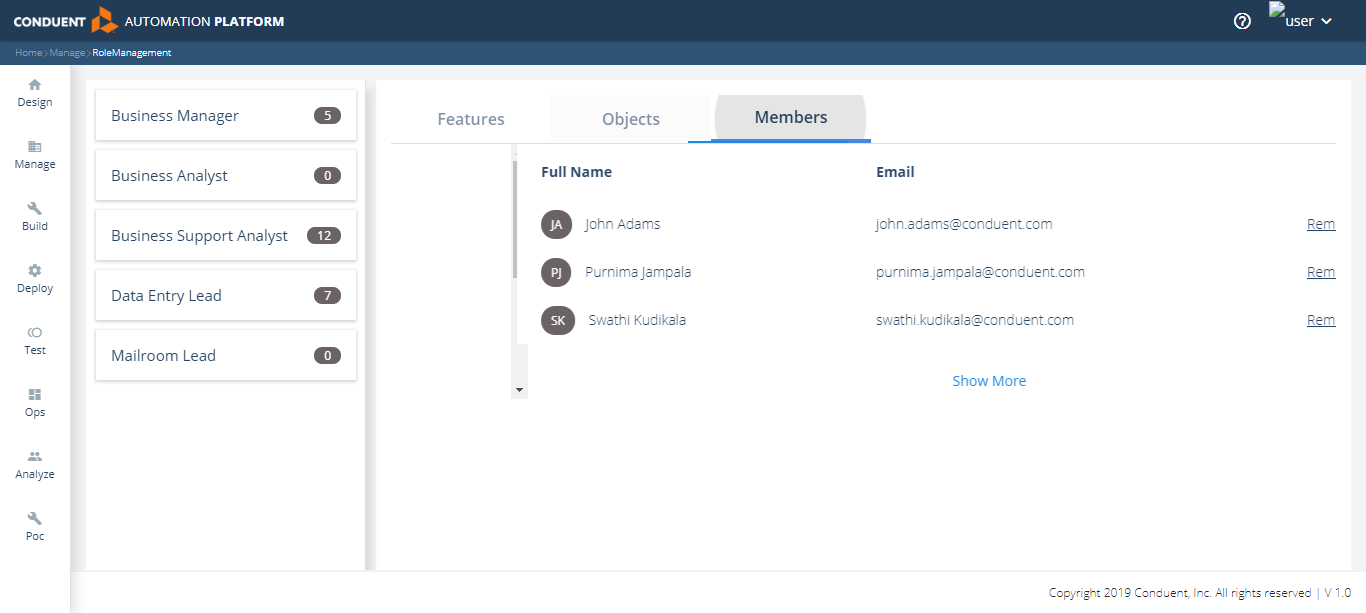 CONDUENT AUTOMATION PLATFORM
user
Home>Manage>RoleManagement
Design
Manage
Build
Deploy
Test
Ops
Analyze
Poc
Business Manager 5
Business Analyst 0
Business Support Analyst 12
Data Entry Lead 7
Mailroom Lead 0
Features Objects Members
Full Name Email
JA John Adams john.adams@conduent.com Rem
PJ Purnima Jampala purnima.jampala@conduent.com Rem
SK Swathi Kudikala swathi.kudikala@conduent.com Rem
Show More
Copyright 2019 Conduent, Inc. All rights reserved | V 1.0